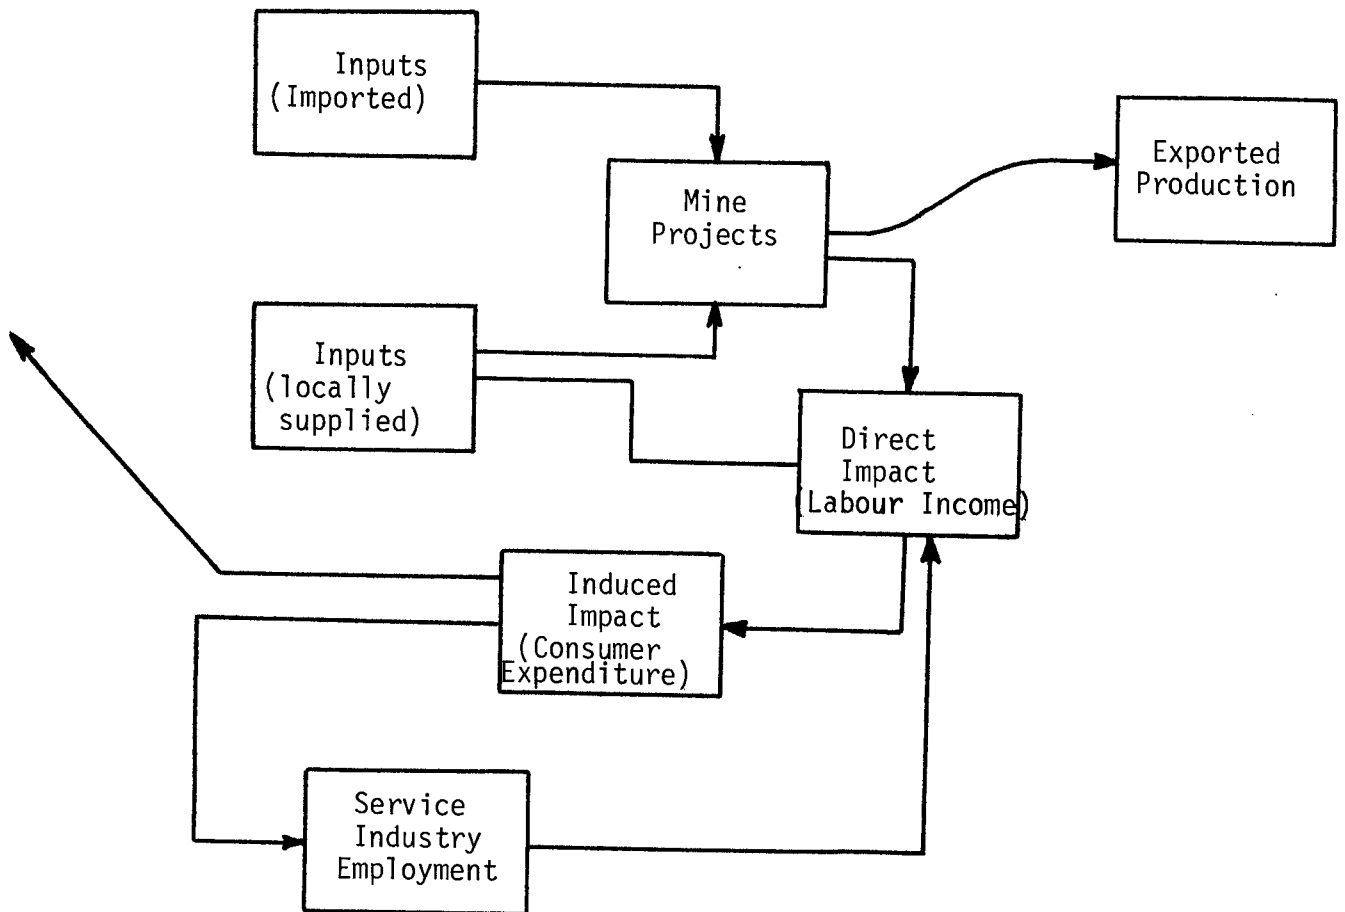 Inputs
(Imported)
Exported
Production
Mine
Projects
Inputs
(locally
supplied)
Direct
Impact
(Labour Income)
Induced
Impact
(Consumer
Expenditure)
Service
Industry
Employment